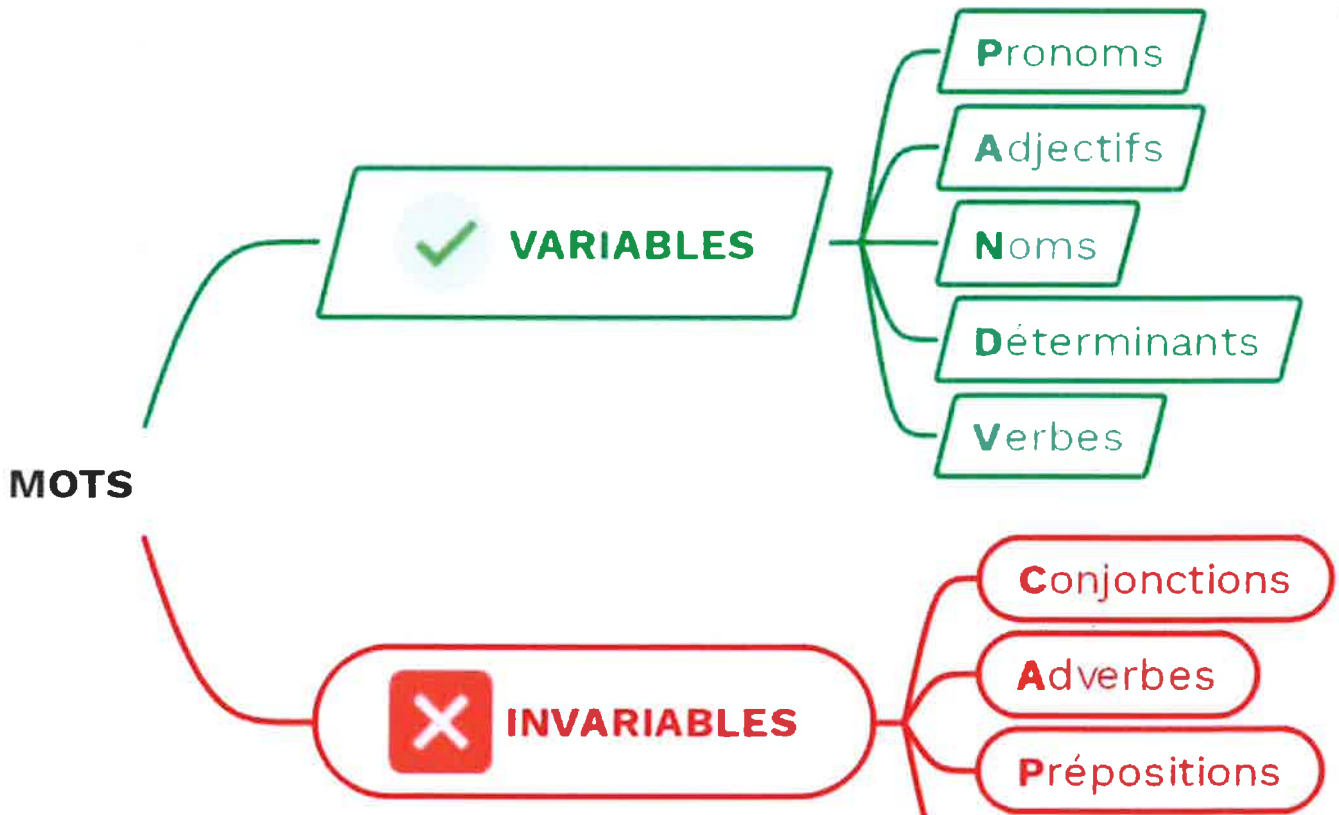 MOTS
VARIABLES
Pronoms
Adjectifs
Noms
Déterminants
Verbes
INVARIABLES
Conjonctions
Adverbes
Prépositions